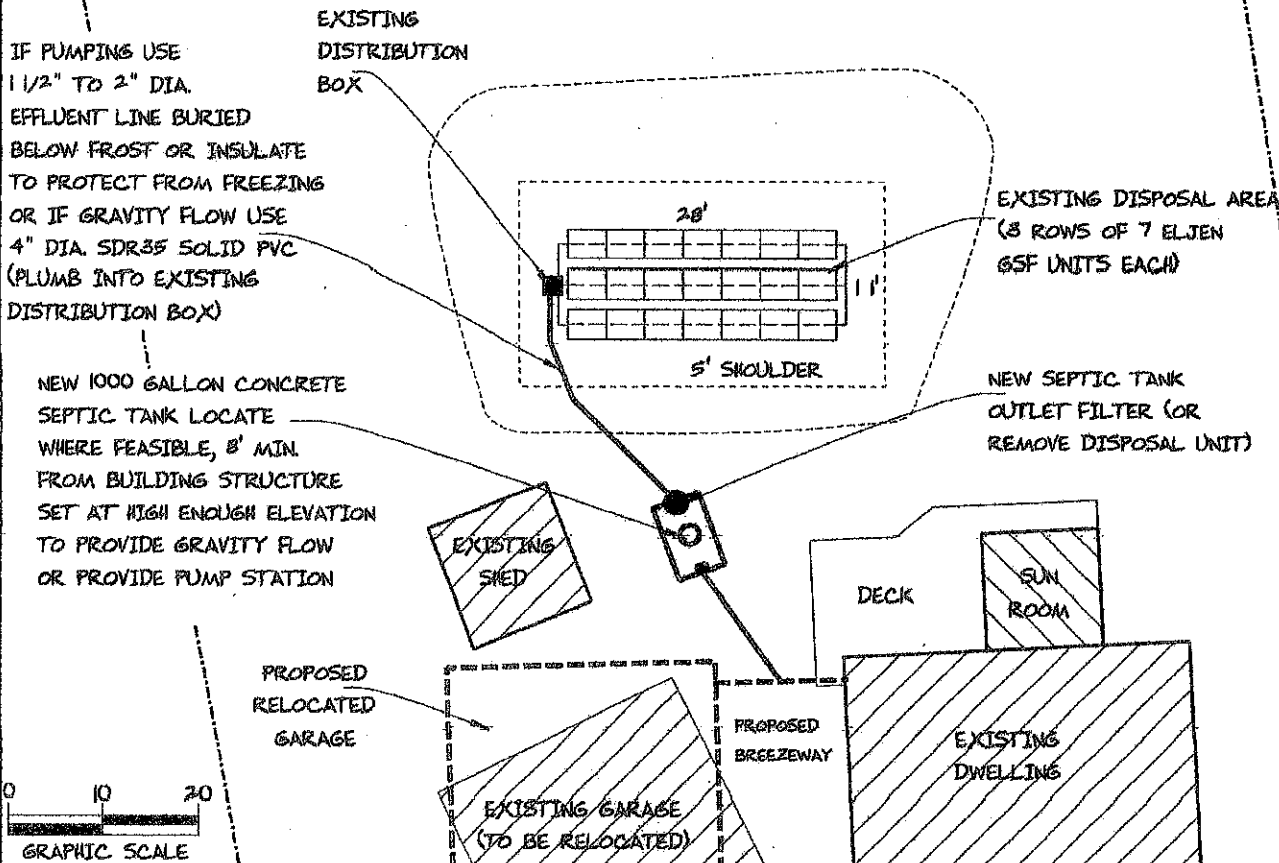 IF PUMPING USE
1 1/2" TO 2" DIA.
EFFLUENT LINE BURIED
BELOW FROST OR INSULATE
TO PROTECT FROM FREEZING
OR IF GRAVITY FLOW USE
4" DIA. SDR35 SOLID PVC
(PLUMB INTO EXISTING
DISTRIBUTION BOX)
EXISTING
DISTRIBUTION
BOX
28'
11'
5' SHOULDER
EXISTING DISPOSAL AREA
(3 ROWS OF 7 ELJEN
GSF UNITS EACH)
NEW 1000 GALLON CONCRETE
SEPTIC TANK LOCATE
WHERE FEASIBLE, 8' MIN.
FROM BUILDING STRUCTURE
SET AT HIGH ENOUGH ELEVATION
TO PROVIDE GRAVITY FLOW
OR PROVIDE PUMP STATION
NEW SEPTIC TANK
OUTLET FILTER (OR
REMOVE DISPOSAL UNIT)
EXISTING
SHED
DECK
SUN
ROOM
PROPOSED
RELOCATED
GARAGE
PROPOSED
BREEZEWAY
EXISTING
DWELLING
EXISTING GARAGE
(TO BE RELOCATED)
0 10 20
GRAPHIC SCALE